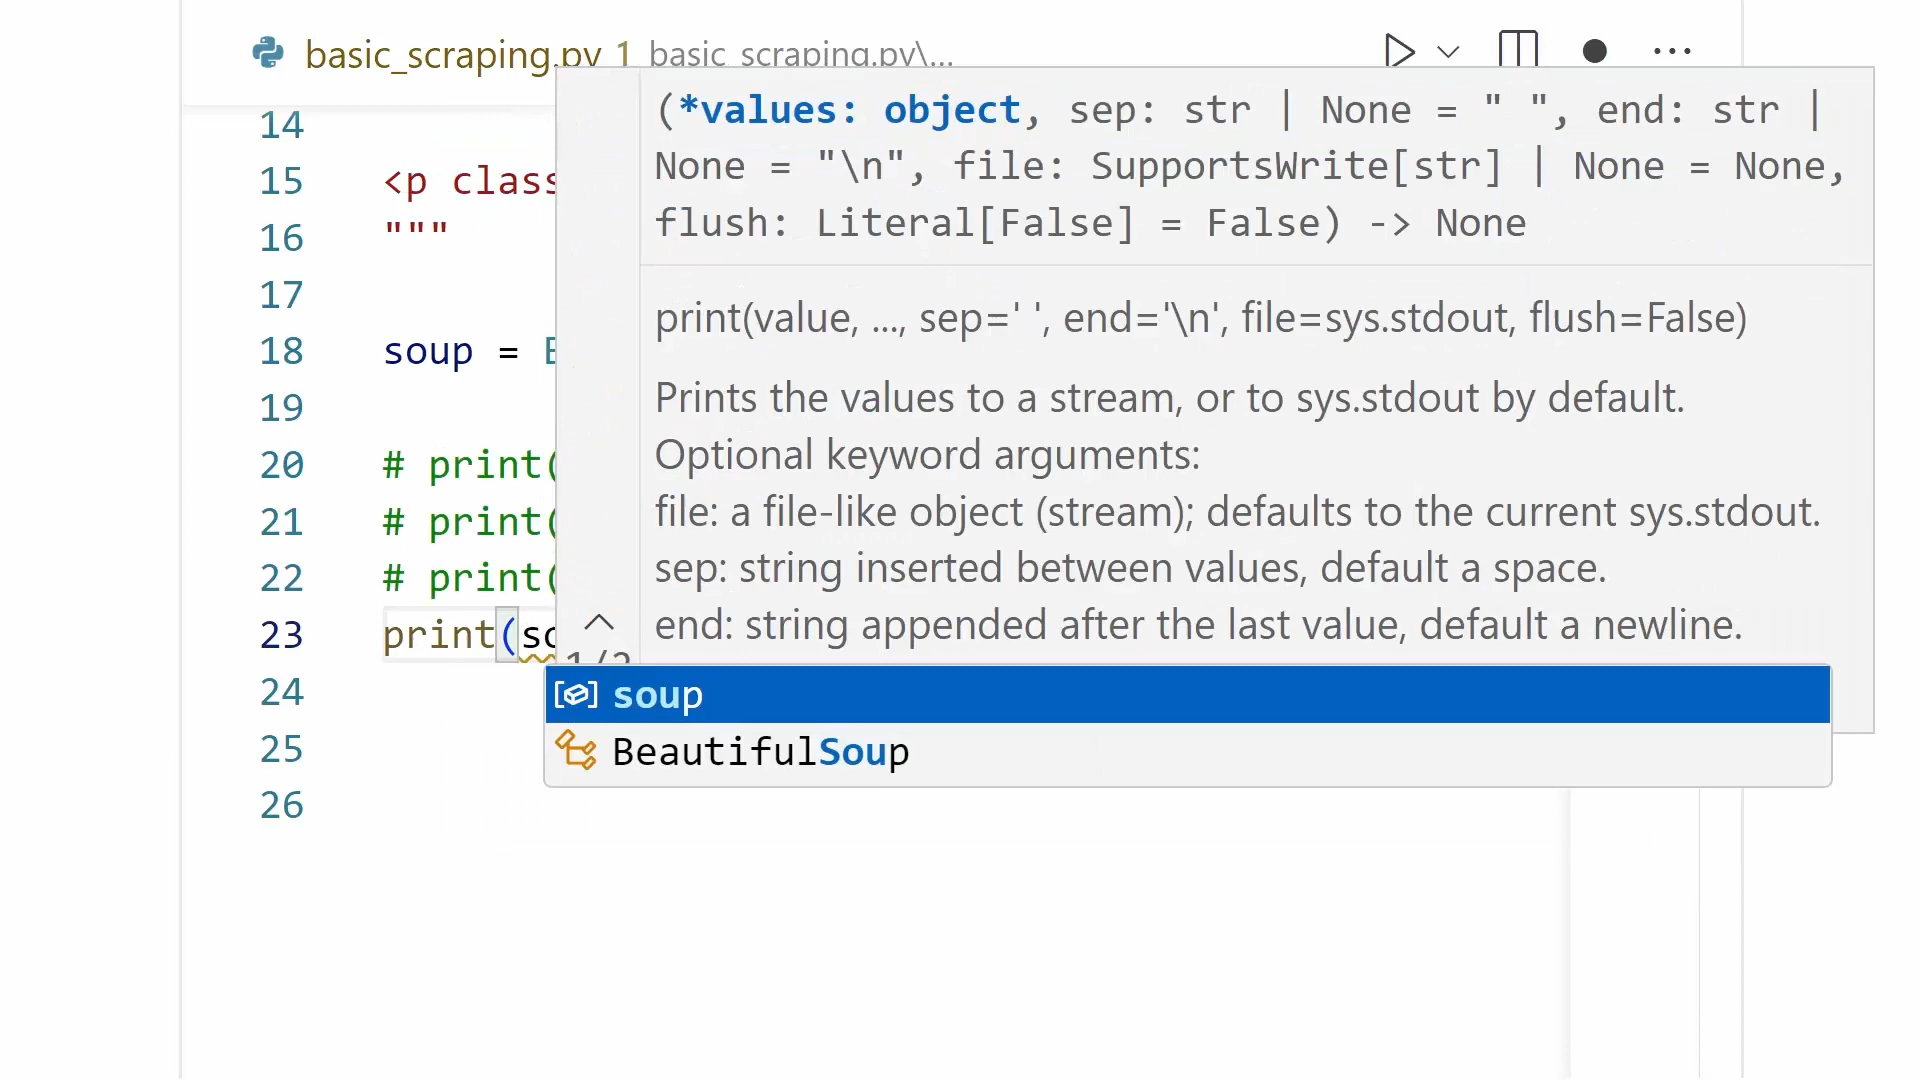 basic_scraping.py 1 basic_scraping.py\...
14
15 <p class
16 """
17
18 soup =
19
20 # print(
21 # print(
22 # print(
23 print(so
24
25
26
(*values: object, sep: str | None = " ", end: str |
None = "\n", file: SupportsWrite[str] | None = None,
flush: Literal[False] = False) -> None
print(value, ..., sep=' ', end='\n', file=sys.stdout, flush=False)
Prints the values to a stream, or to sys.stdout by default.
Optional keyword arguments:
file: a file-like object (stream); defaults to the current sys.stdout.
sep: string inserted between values, default a space.
end: string appended after the last value, default a newline.
1/2
soup
BeautifulSoup